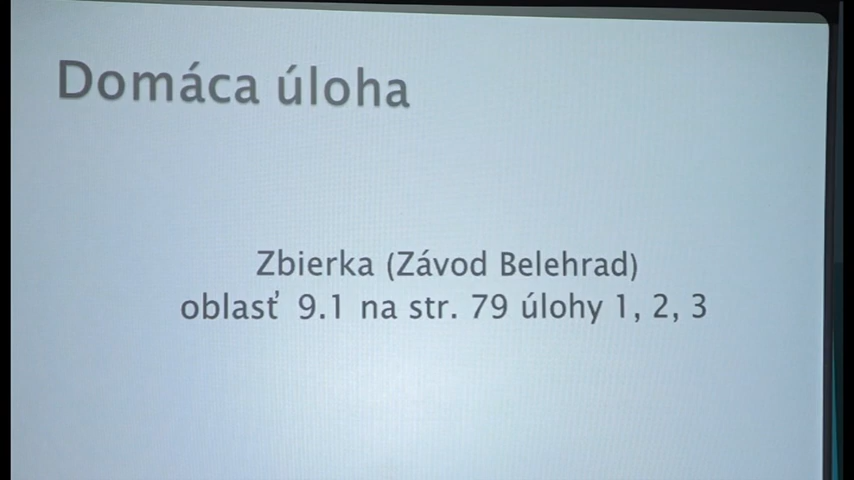 Domáca úloha
Zbierka (Závod Belehrad)
oblasť 9.1 na str. 79 úlohy 1, 2, 3